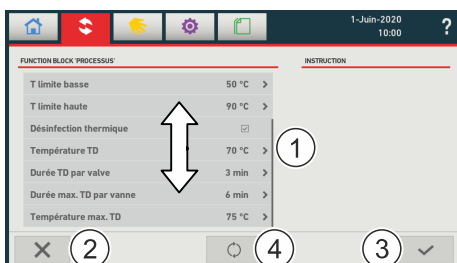 1-Juin-2020
10:00
?
FUNCTION BLOCK 'PROCESSUS'
INSTRUCTION
T limite basse 50 °C >
T limite haute 90 °C >
Désinfection thermique
Température TD 70 °C >
Durée TD par valve 3 min >
Durée max. TD par vanne 6 min >
Température max. TD 75 °C >
1
2
4
3